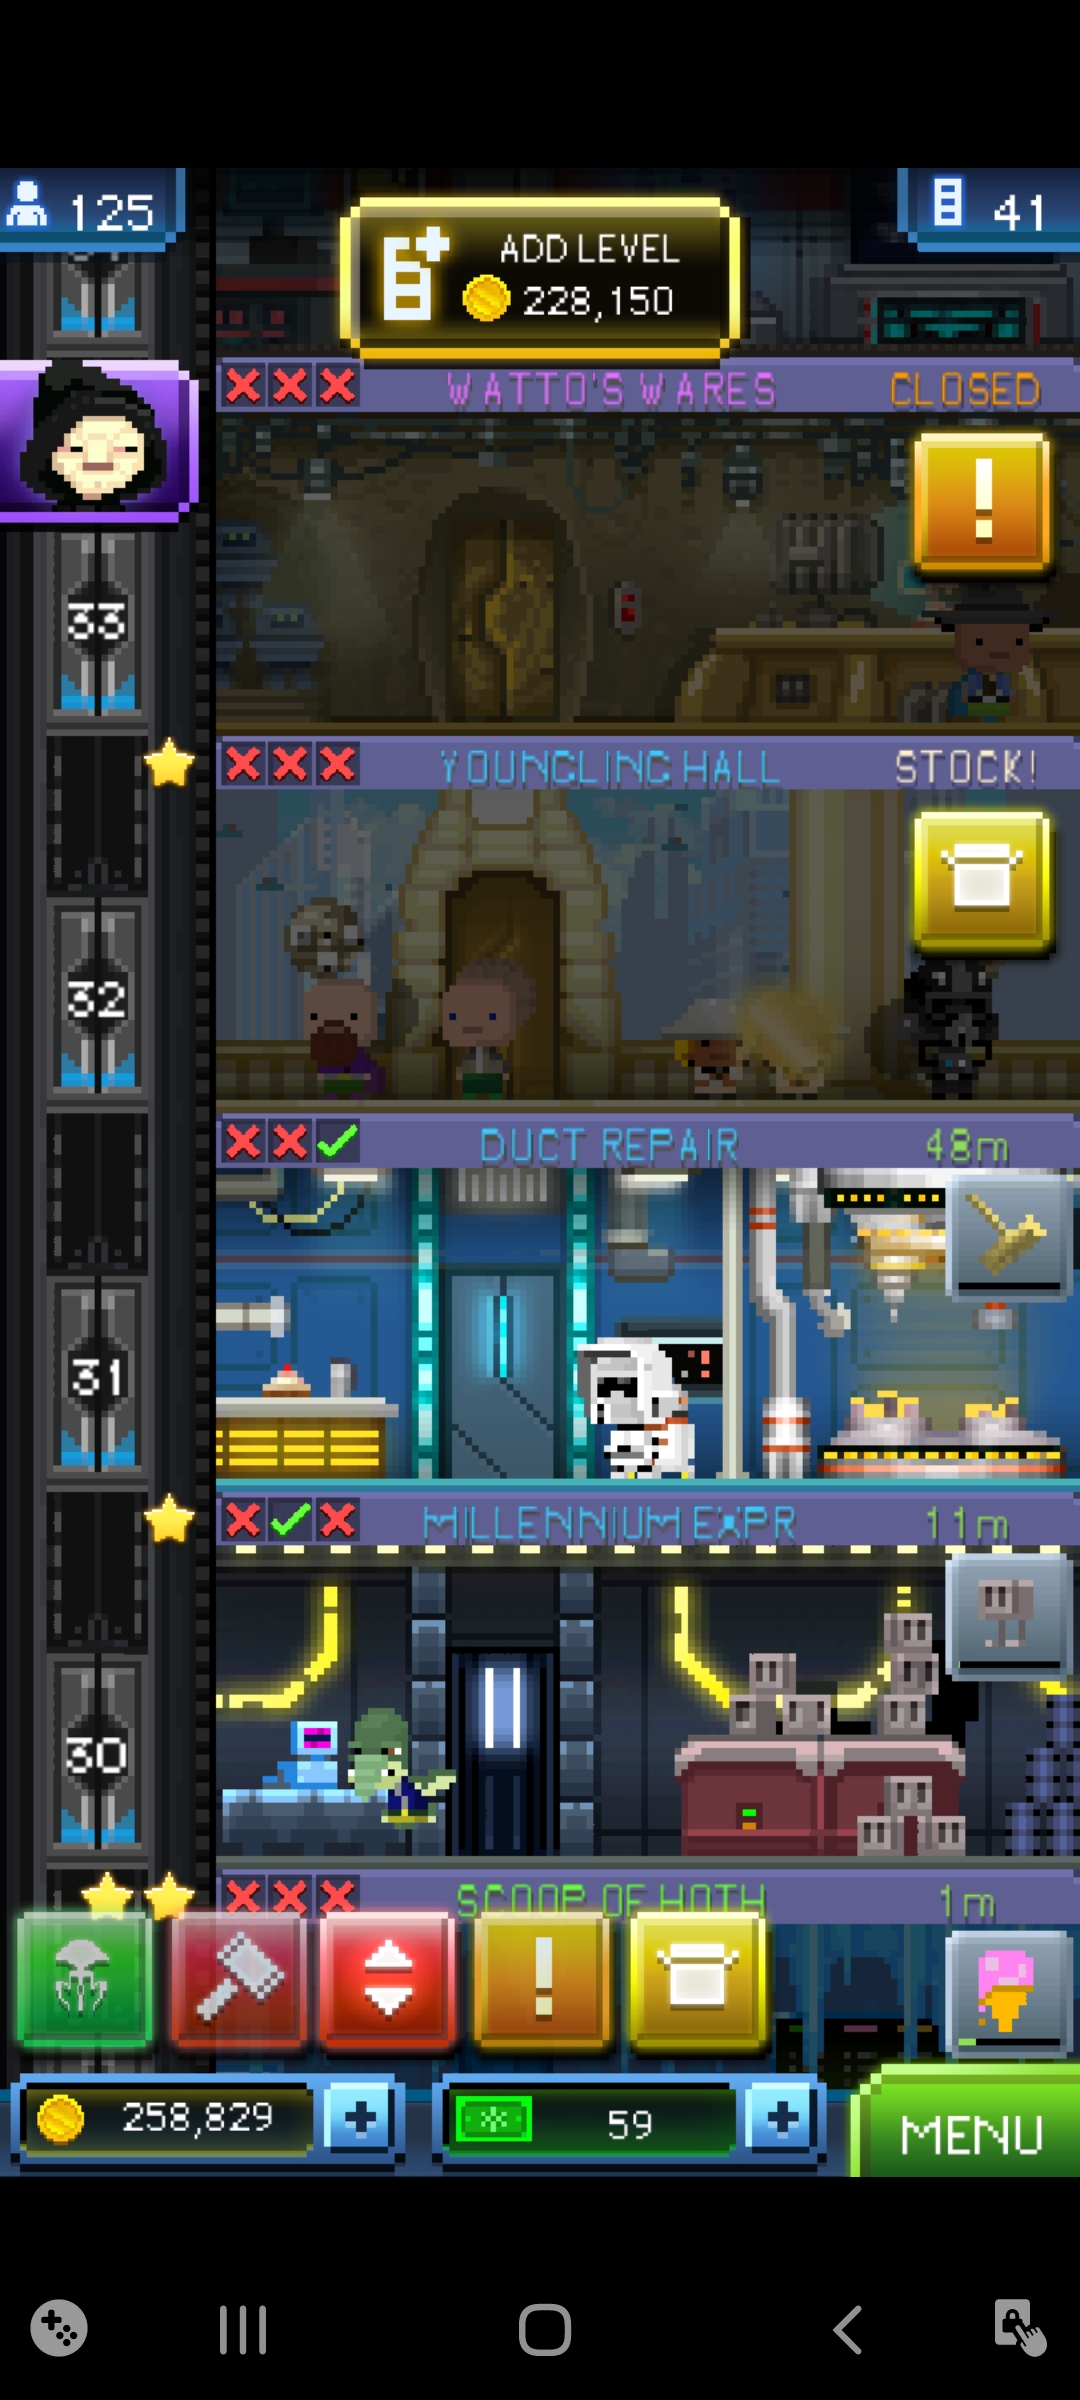 125
41
ADD LEVEL
228,150
WATTO'S WARES
CLOSED
33
YOUNGLING HALL
STOCK!
32
DUCT REPAIR
48m
31
MILLENNIUM EXPR
11m
30
SCOOP OF HOTH
1m
258,829
59
MENU